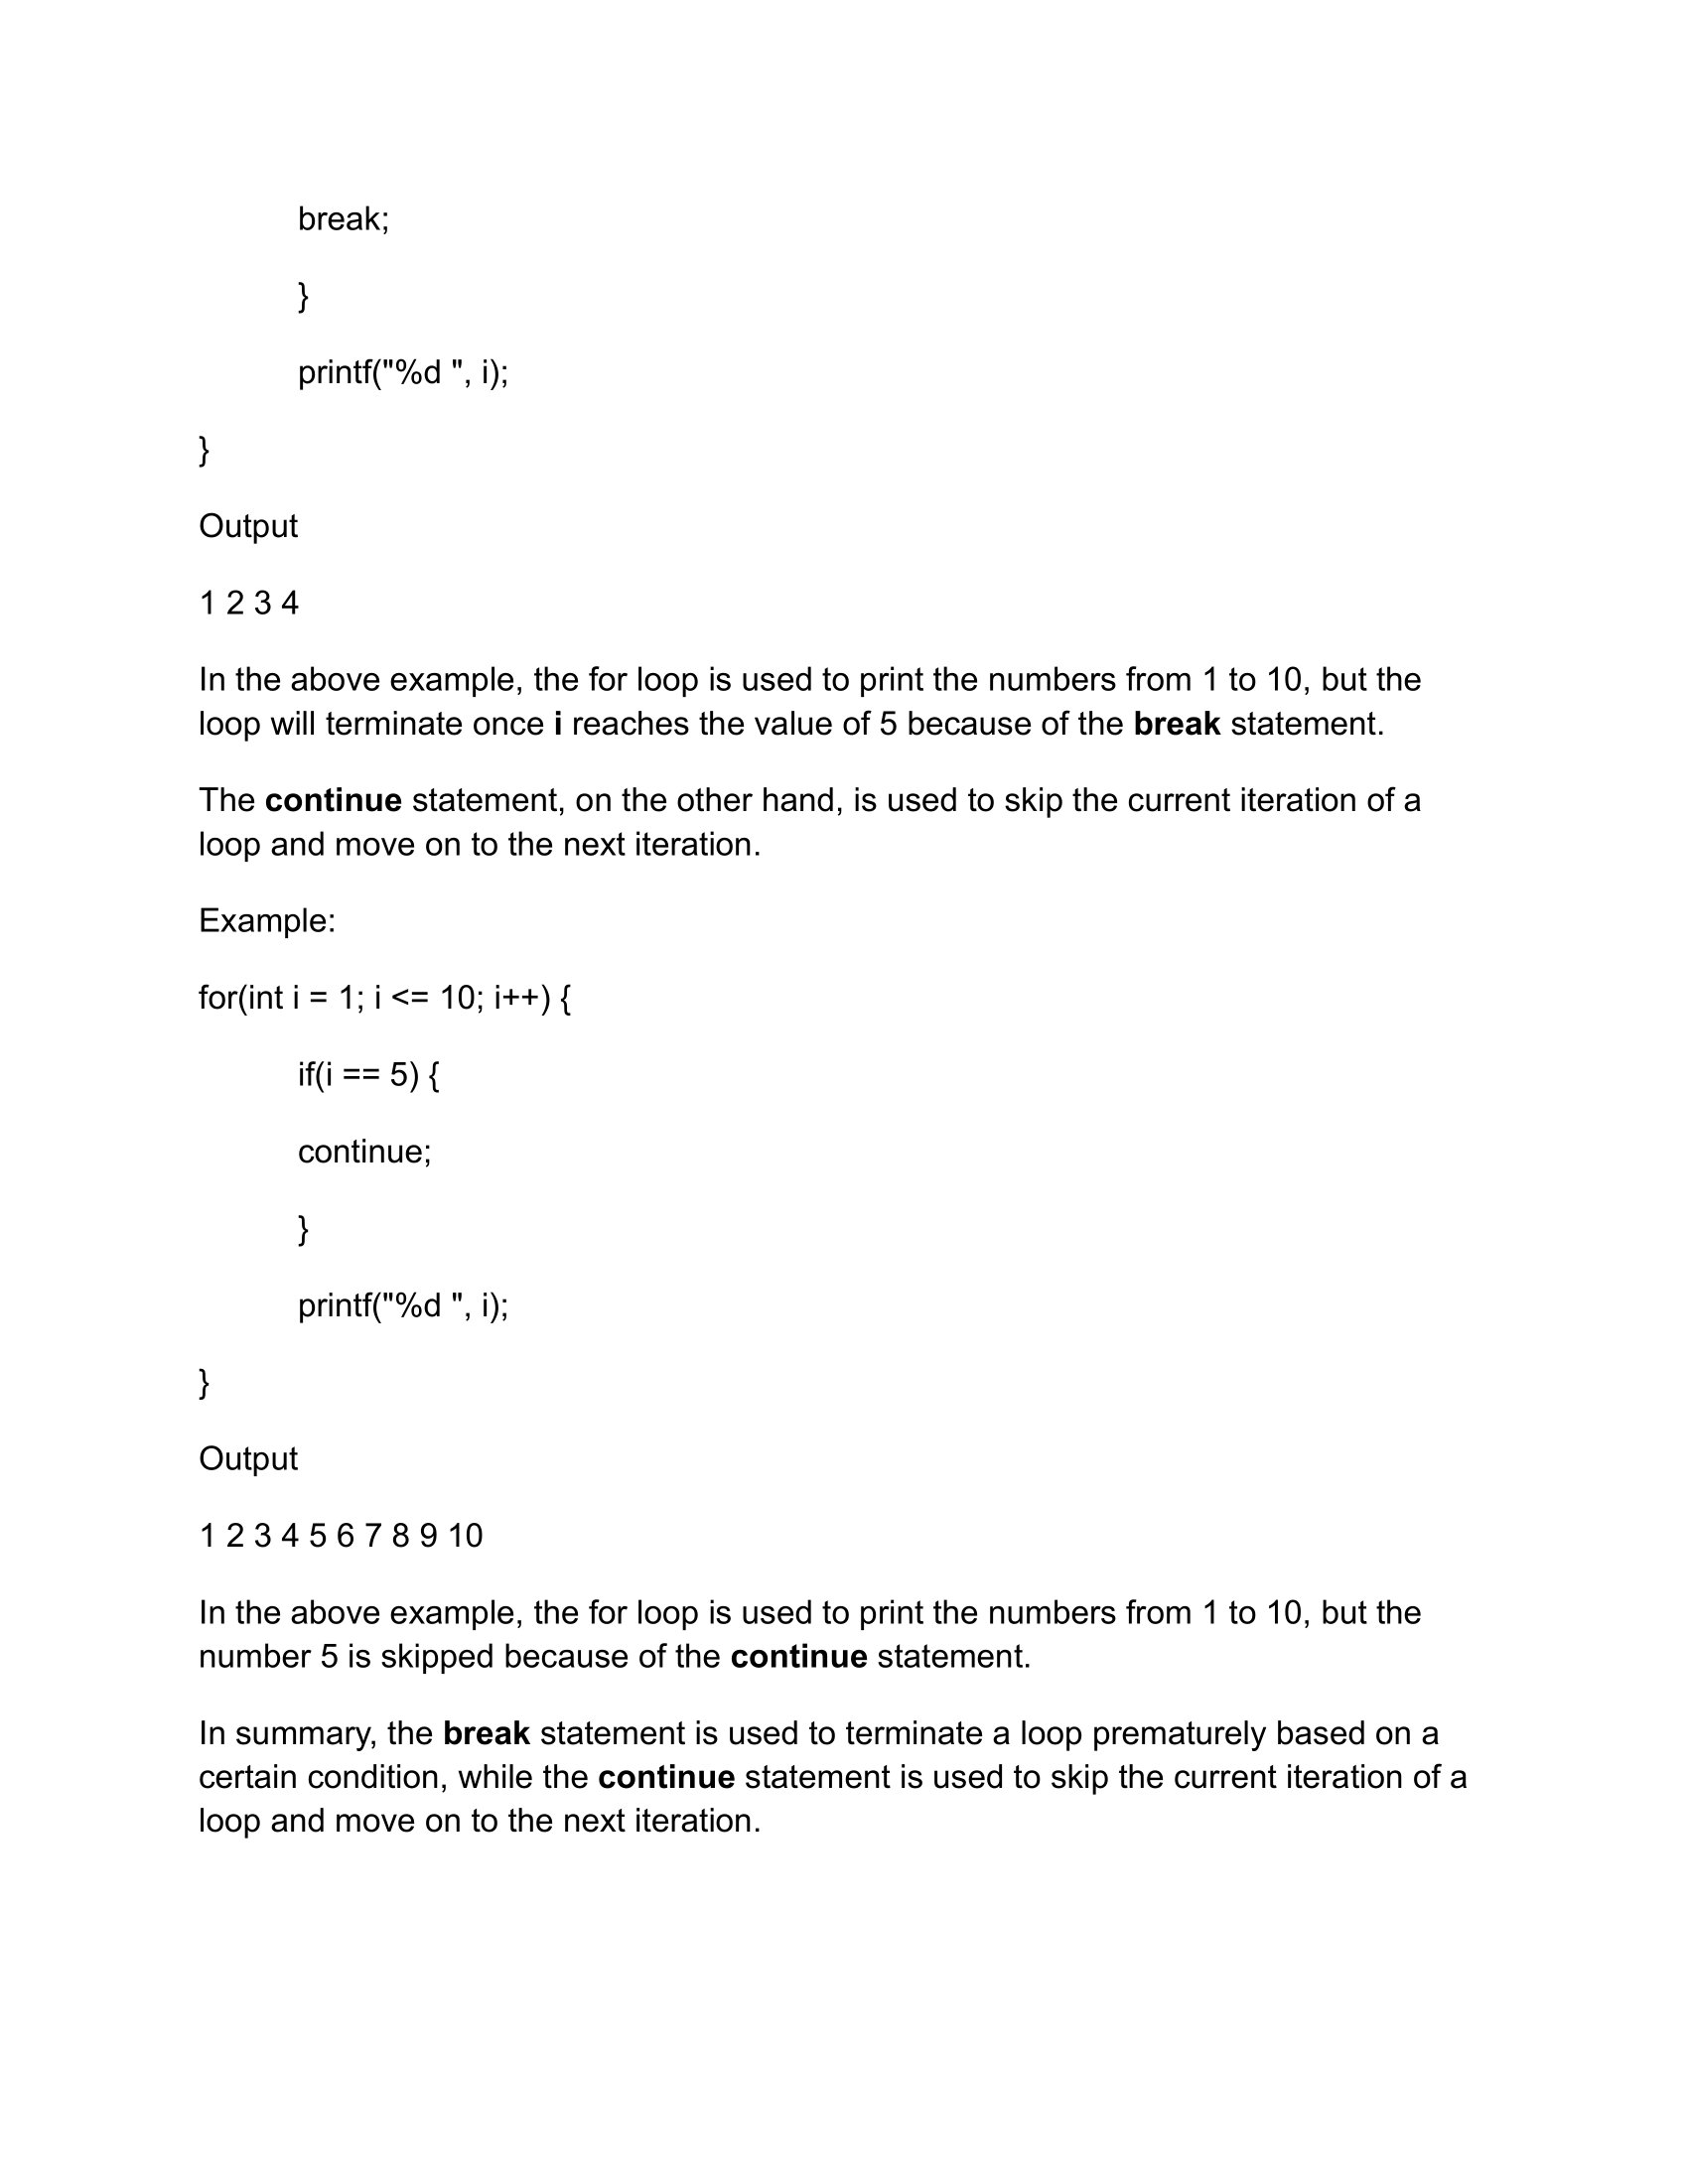 break;
}
printf("%d ", i);
}
Output
1 2 3 4
In the above example, the for loop is used to print the numbers from 1 to 10, but the
loop will terminate once i reaches the value of 5 because of the break statement.
The continue statement, on the other hand, is used to skip the current iteration of a
loop and move on to the next iteration.
Example:
for(int i = 1; i <= 10; i++) {
if(i == 5) {
continue;
}
printf("%d ", i);
}
Output
1 2 3 4 5 6 7 8 9 10
In the above example, the for loop is used to print the numbers from 1 to 10, but the
number 5 is skipped because of the continue statement.
In summary, the break statement is used to terminate a loop prematurely based on a
certain condition, while the continue statement is used to skip the current iteration of a
loop and move on to the next iteration.